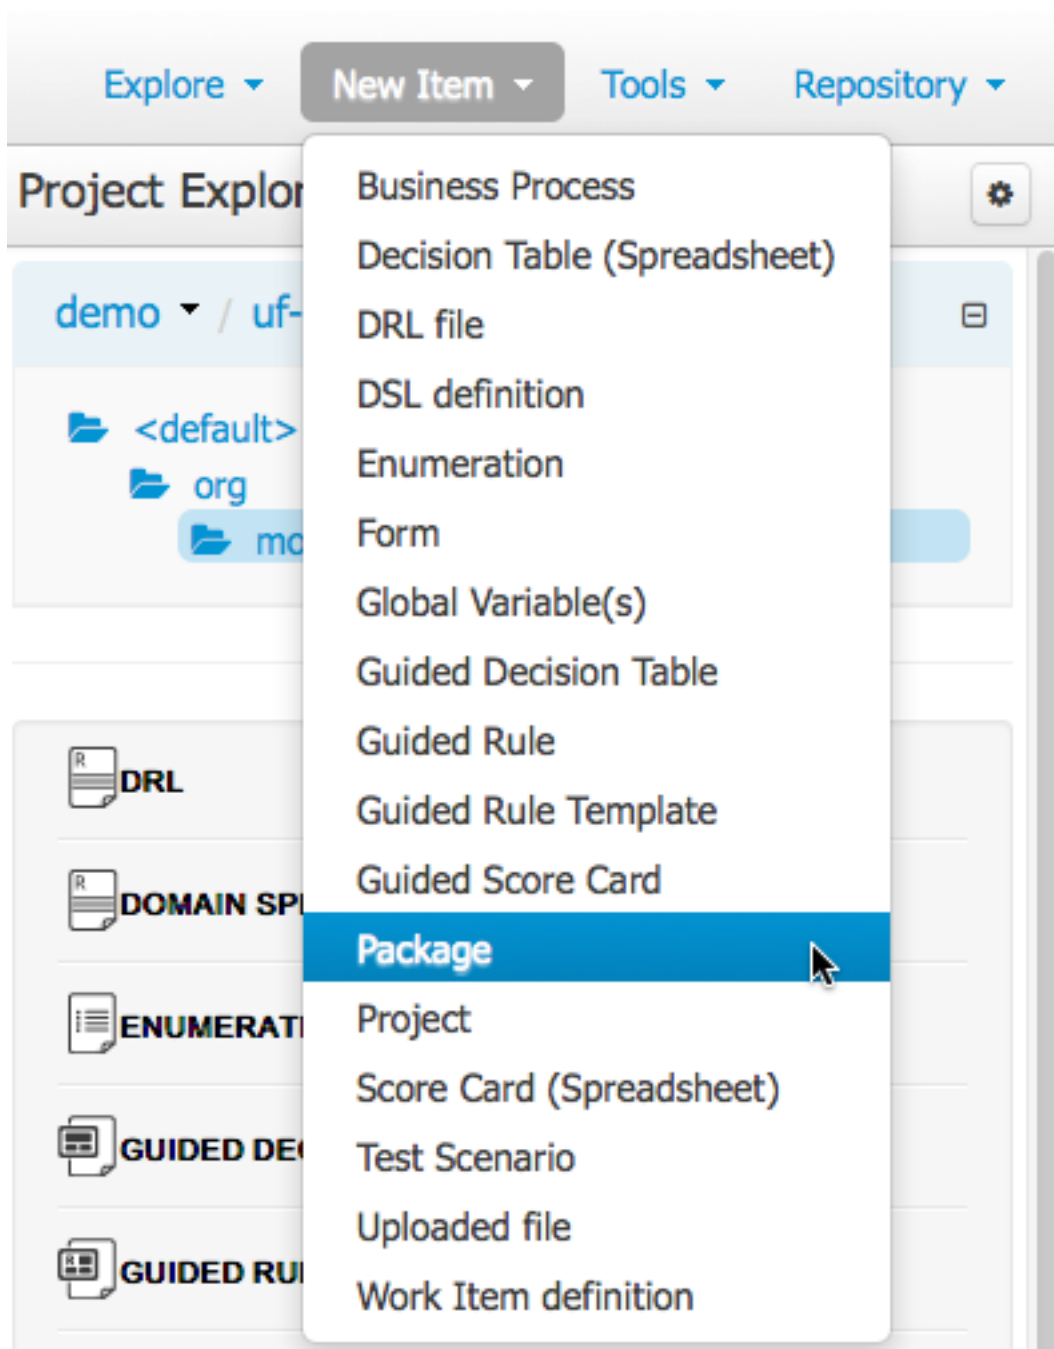 Explore New Item Tools Repository
Project Explor
Business Process
Decision Table (Spreadsheet)
demo / uf-
DRL file
DSL definition
<default>
Enumeration
org
Form
mo
Global Variable(s)
Guided Decision Table
Guided Rule
DRL
Guided Rule Template
Guided Score Card
DOMAIN SP
Package
Project
ENUMERATI
Score Card (Spreadsheet)
GUIDED DE
Test Scenario
Uploaded file
GUIDED RU
Work Item definition